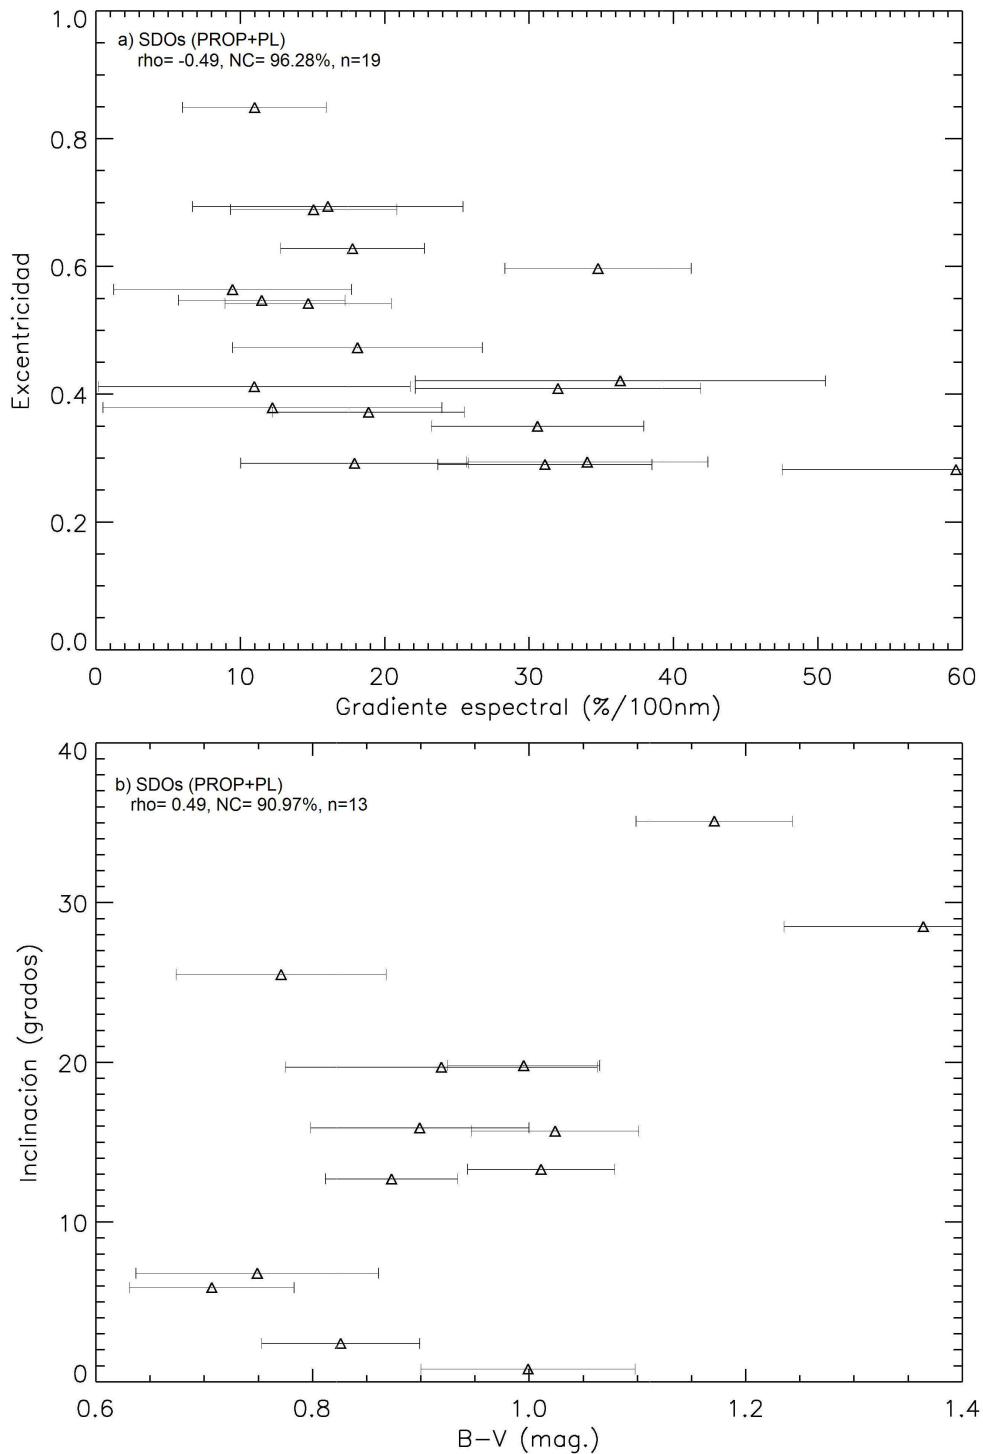 1.0
a) SDOs (PROP+PL)
rho= -0.49, NC= 96.28%, n=19
0.8
0.6
0.4
0.2
0.0
Excentricidad
0 10 20 30 40 50 60
Gradiente espectral (%/100nm)
40
b) SDOs (PROP+PL)
rho= 0.49, NC= 90.97%, n=13
30
20
10
0
Inclinación (grados)
0.6 0.8 1.0 1.2 1.4
B-V (mag.)